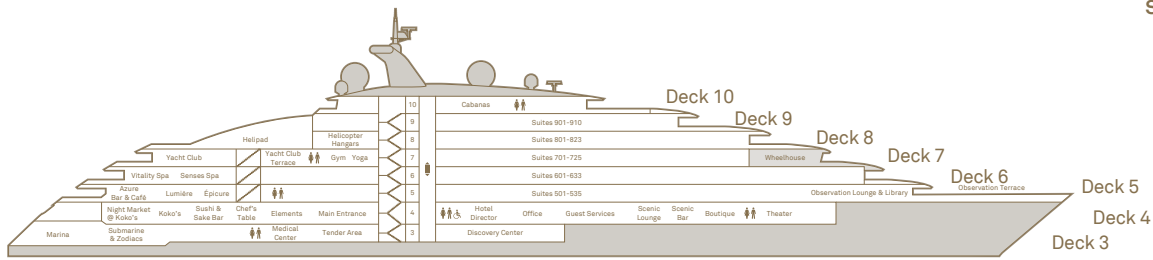 S
10
Cabanas
Deck 10
9
Suites 901-910
Deck 9
Helipad
Helicopter
Hangars
8
Suites 801-823
Deck 8
Yacht Club
Yacht Club
Terrace
Gym Yoga
7
Suites 701-725
Wheelhouse
Deck 7
Vitality Spa Senses Spa
6
Suites 601-633
Deck 6
Azure
Bar & Café
Lumière Épicure
5
Suites 501-535
Observation Lounge & Library
Observation Terrace
Deck 5
Night Market
@ Koko's
Koko's
Sushi &
Sake Bar
Chef's
Table
Elements
Main Entrance
4
Hotel
Director
Office
Guest Services
Scenic
Lounge
Scenic
Bar
Boutique
Theater
Deck 4
Marina
Submarine
& Zodiacs
Medical
Center
Tender Area
3
Discovery Center
Deck 3